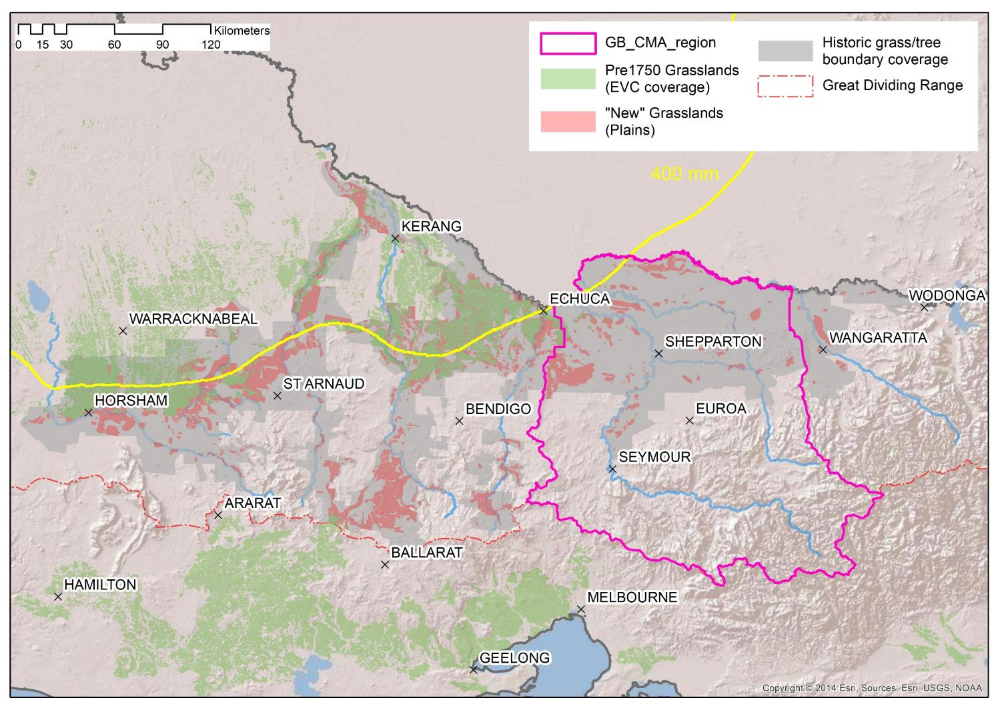 Kilometers
0 15 30 60 90 120
GB_CMA_region
Pre1750 Grasslands
(EVC coverage)
"New" Grasslands
(Plains)
Historic grass/tree
boundary coverage
Great Dividing Range
400 mm
KERANG
ECHUCA
WODONGA
WARRACKNABEAL
SHEPPARTON
WANGARATTA
ST ARNAUD
HORSHAM
BENDIGO
EUROA
SEYMOUR
ARARAT
BALLARAT
HAMILTON
MELBOURNE
GEELONG
Copyright:© 2014 Esri, Sources: Esri, USGS, NOAA